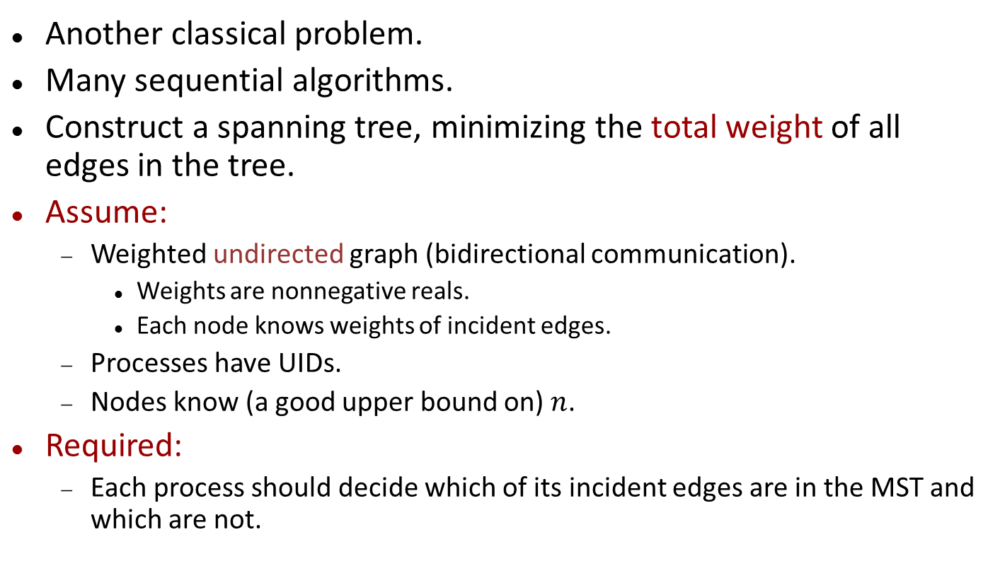 ● Another classical problem.
● Many sequential algorithms.
● Construct a spanning tree, minimizing the total weight of all
edges in the tree.
● Assume:
– Weighted undirected graph (bidirectional communication).
● Weights are nonnegative reals.
● Each node knows weights of incident edges.
– Processes have UIDs.
– Nodes know (a good upper bound on) 𝑛.
● Required:
– Each process should decide which of its incident edges are in the MST and
which are not.